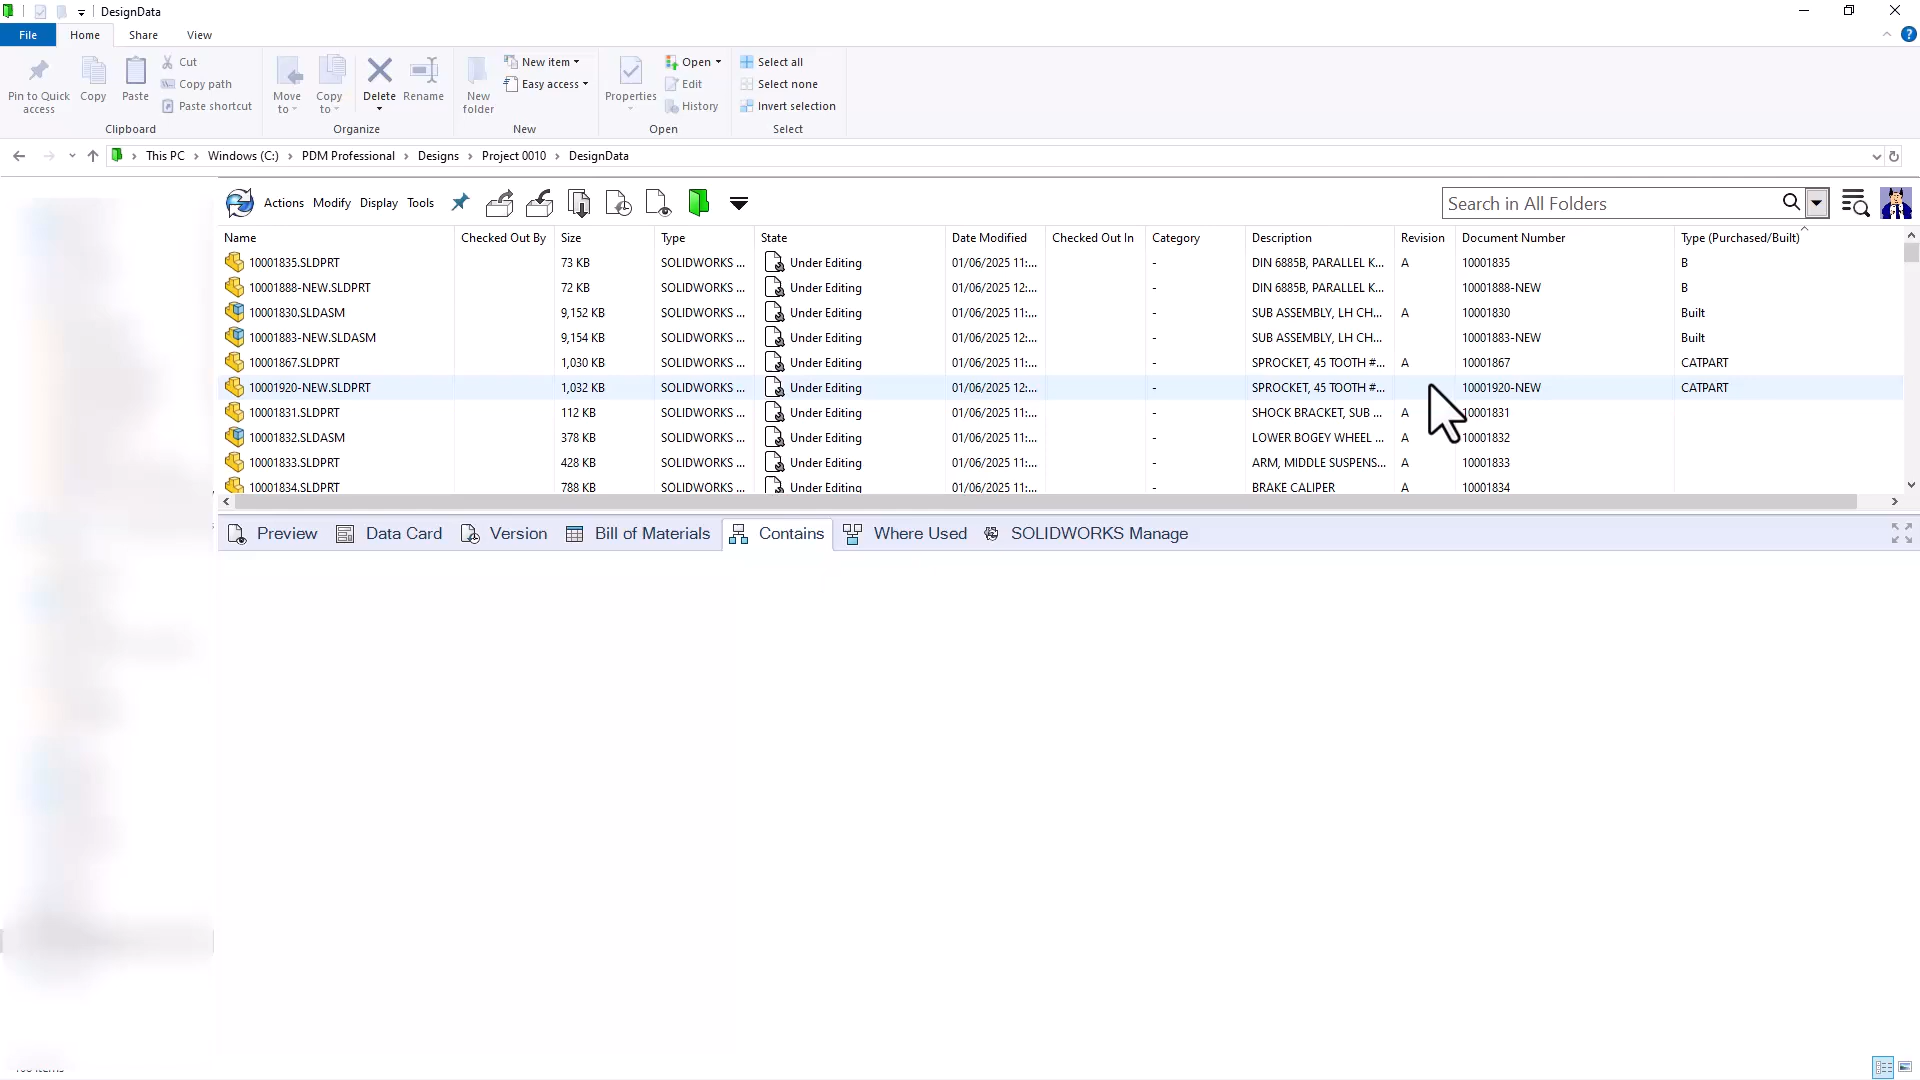 DesignData
File Home Share View
Pin to Quick access Copy Paste Cut Copy path Paste shortcut Move to Copy to Delete Rename New folder New item Easy access Properties Open Edit History Select all Select none Invert selection
Clipboard Organize New Open Select
This PC › Windows (C:) › PDM Professional › Designs › Project 0010 › DesignData
Actions Modify Display Tools Search in All Folders
Name Checked Out By Size Type State Date Modified Checked Out In Category Description Revision Document Number Type (Purchased/Built)
10001835.SLDPRT 73 KB SOLIDWORKS ... Under Editing 01/06/2025 11:... - DIN 6885B, PARALLEL K... A 10001835 B
10001888-NEW.SLDPRT 72 KB SOLIDWORKS ... Under Editing 01/06/2025 12:... - DIN 6885B, PARALLEL K... 10001888-NEW B
10001830.SLDASM 9,152 KB SOLIDWORKS ... Under Editing 01/06/2025 11:... - SUB ASSEMBLY, LH CH... A 10001830 Built
10001883-NEW.SLDASM 9,154 KB SOLIDWORKS ... Under Editing 01/06/2025 12:... - SUB ASSEMBLY, LH CH... 10001883-NEW Built
10001867.SLDPRT 1,030 KB SOLIDWORKS ... Under Editing 01/06/2025 11:... - SPROCKET, 45 TOOTH #... A 10001867 CATPART
10001920-NEW.SLDPRT 1,032 KB SOLIDWORKS ... Under Editing 01/06/2025 12:... - SPROCKET, 45 TOOTH #... 10001920-NEW CATPART
10001831.SLDPRT 112 KB SOLIDWORKS ... Under Editing 01/06/2025 11:... - SHOCK BRACKET, SUB ... A 10001831
10001832.SLDASM 378 KB SOLIDWORKS ... Under Editing 01/06/2025 11:... - LOWER BOGEY WHEEL ... A 10001832
10001833.SLDPRT 428 KB SOLIDWORKS ... Under Editing 01/06/2025 11:... - ARM, MIDDLE SUSPENS... A 10001833
10001834.SLDPRT 788 KB SOLIDWORKS ... Under Editing 01/06/2025 11:... - BRAKE CALIPER A 10001834
Preview Data Card Version Bill of Materials Contains Where Used SOLIDWORKS Manage